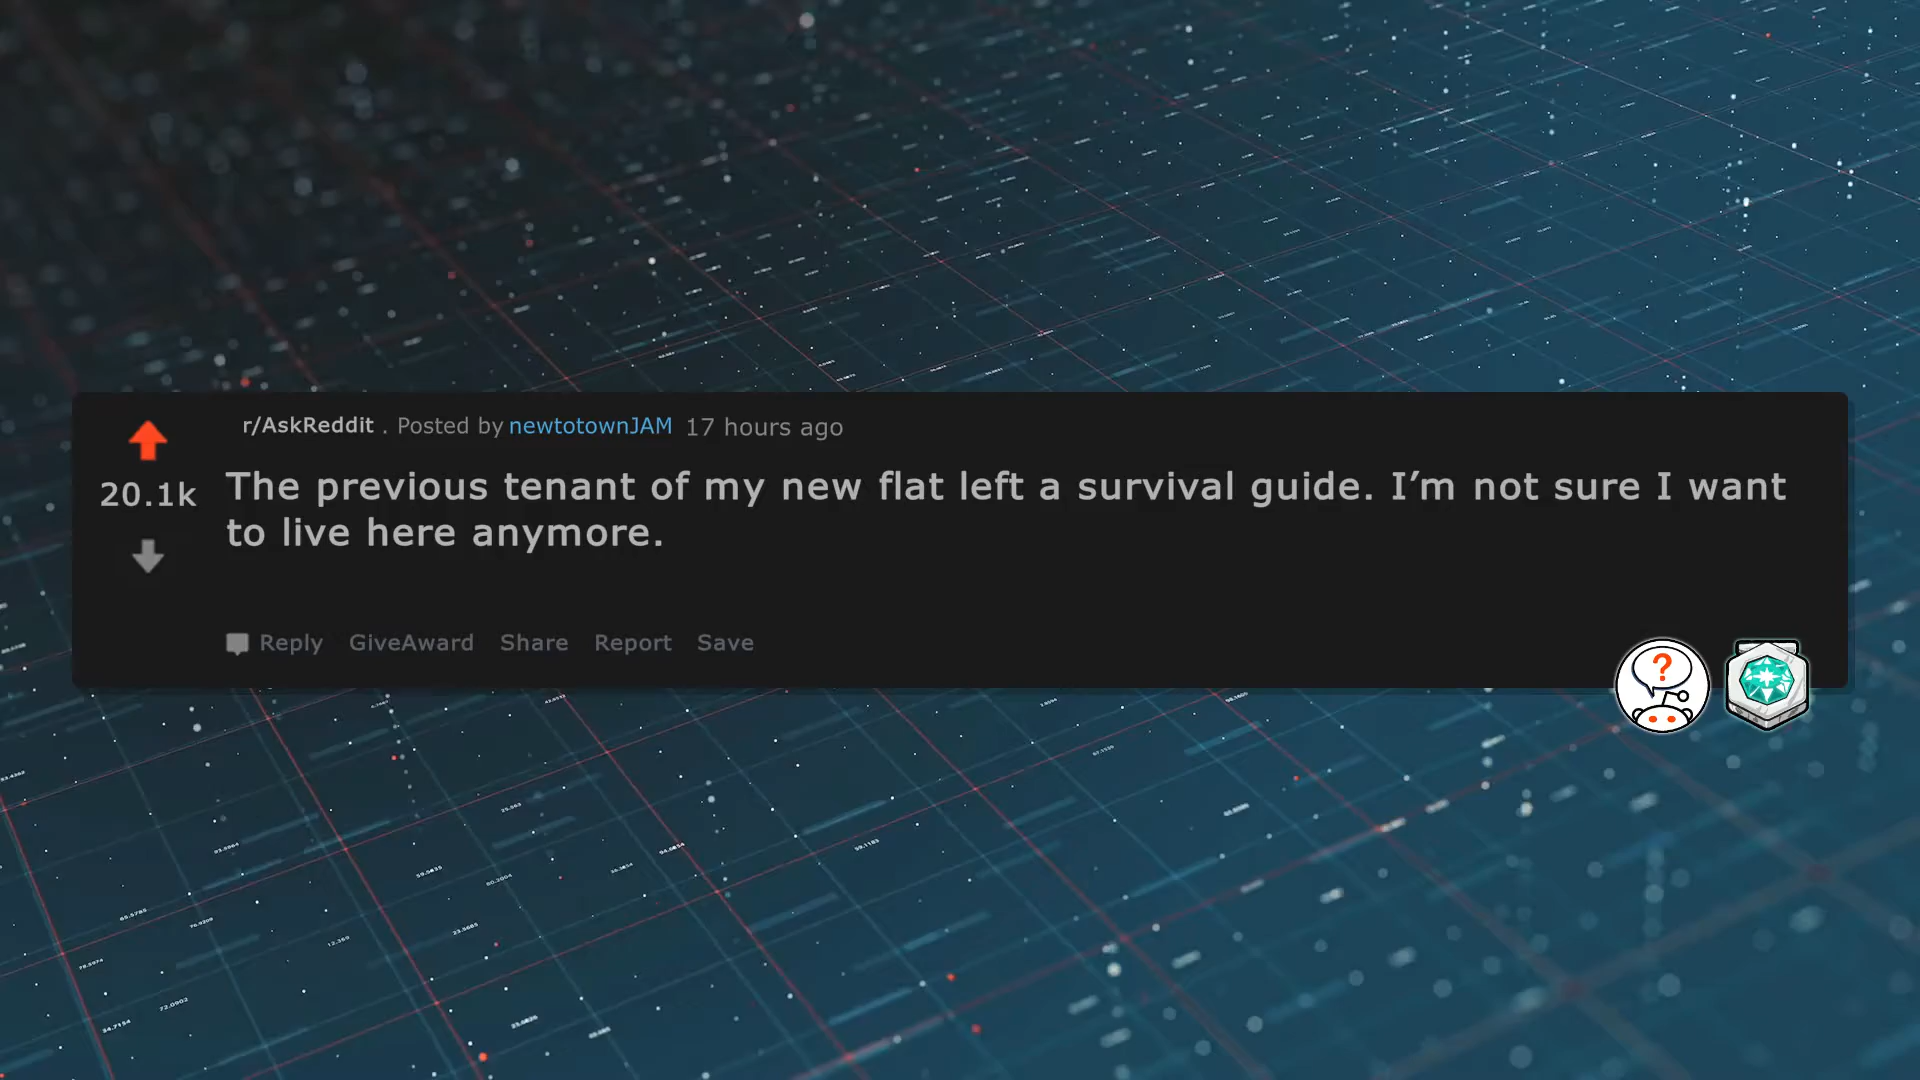 r/AskReddit . Posted by newtotownJAM 17 hours ago
20.1k
The previous tenant of my new flat left a survival guide. I’m not sure I want
to live here anymore.
Reply GiveAward Share Report Save
?